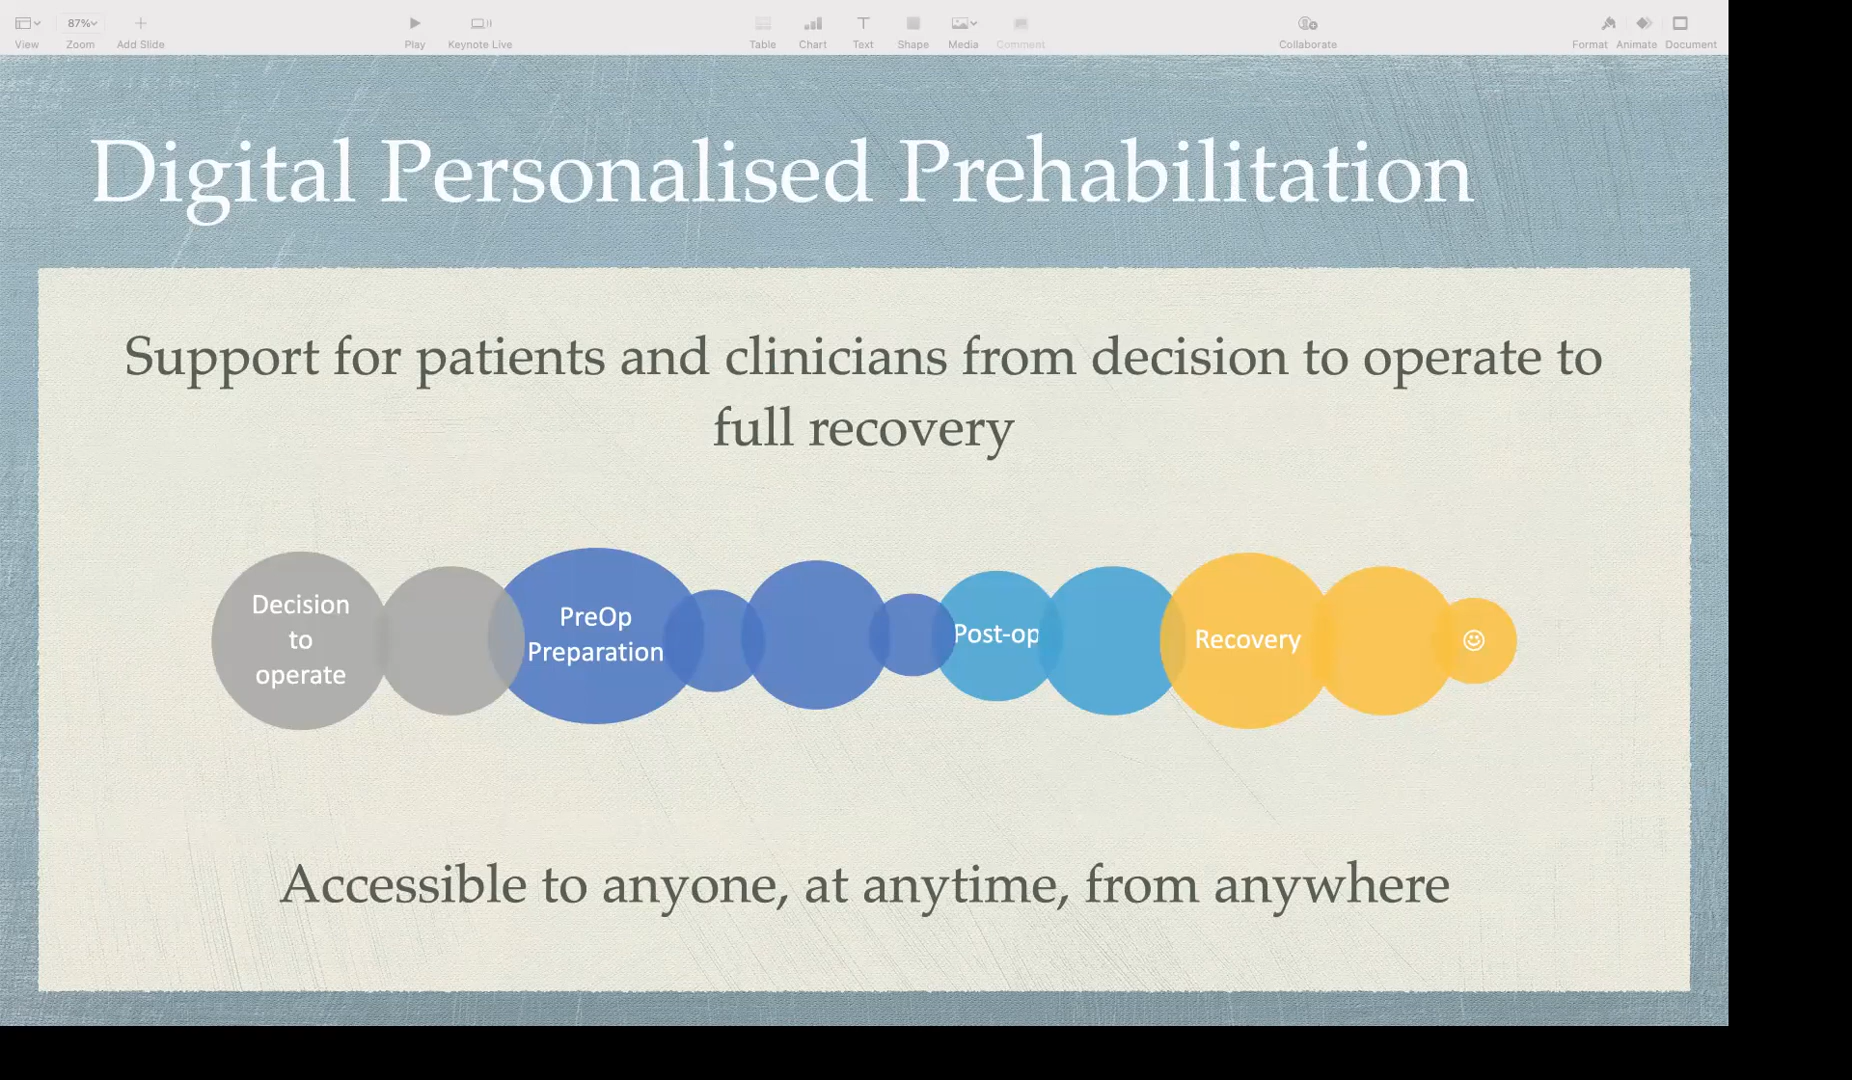 87%
View
Zoom
Add Slide
Play
Keynote Live
Table
Chart
Text
Shape
Media
Comment
Collaborate
Format
Animate
Document
Digital Personalised Prehabilitation
Support for patients and clinicians from decision to operate to
full recovery
Decision
to
operate
PreOp
Preparation
Post-op
Recovery
Accessible to anyone, at anytime, from anywhere